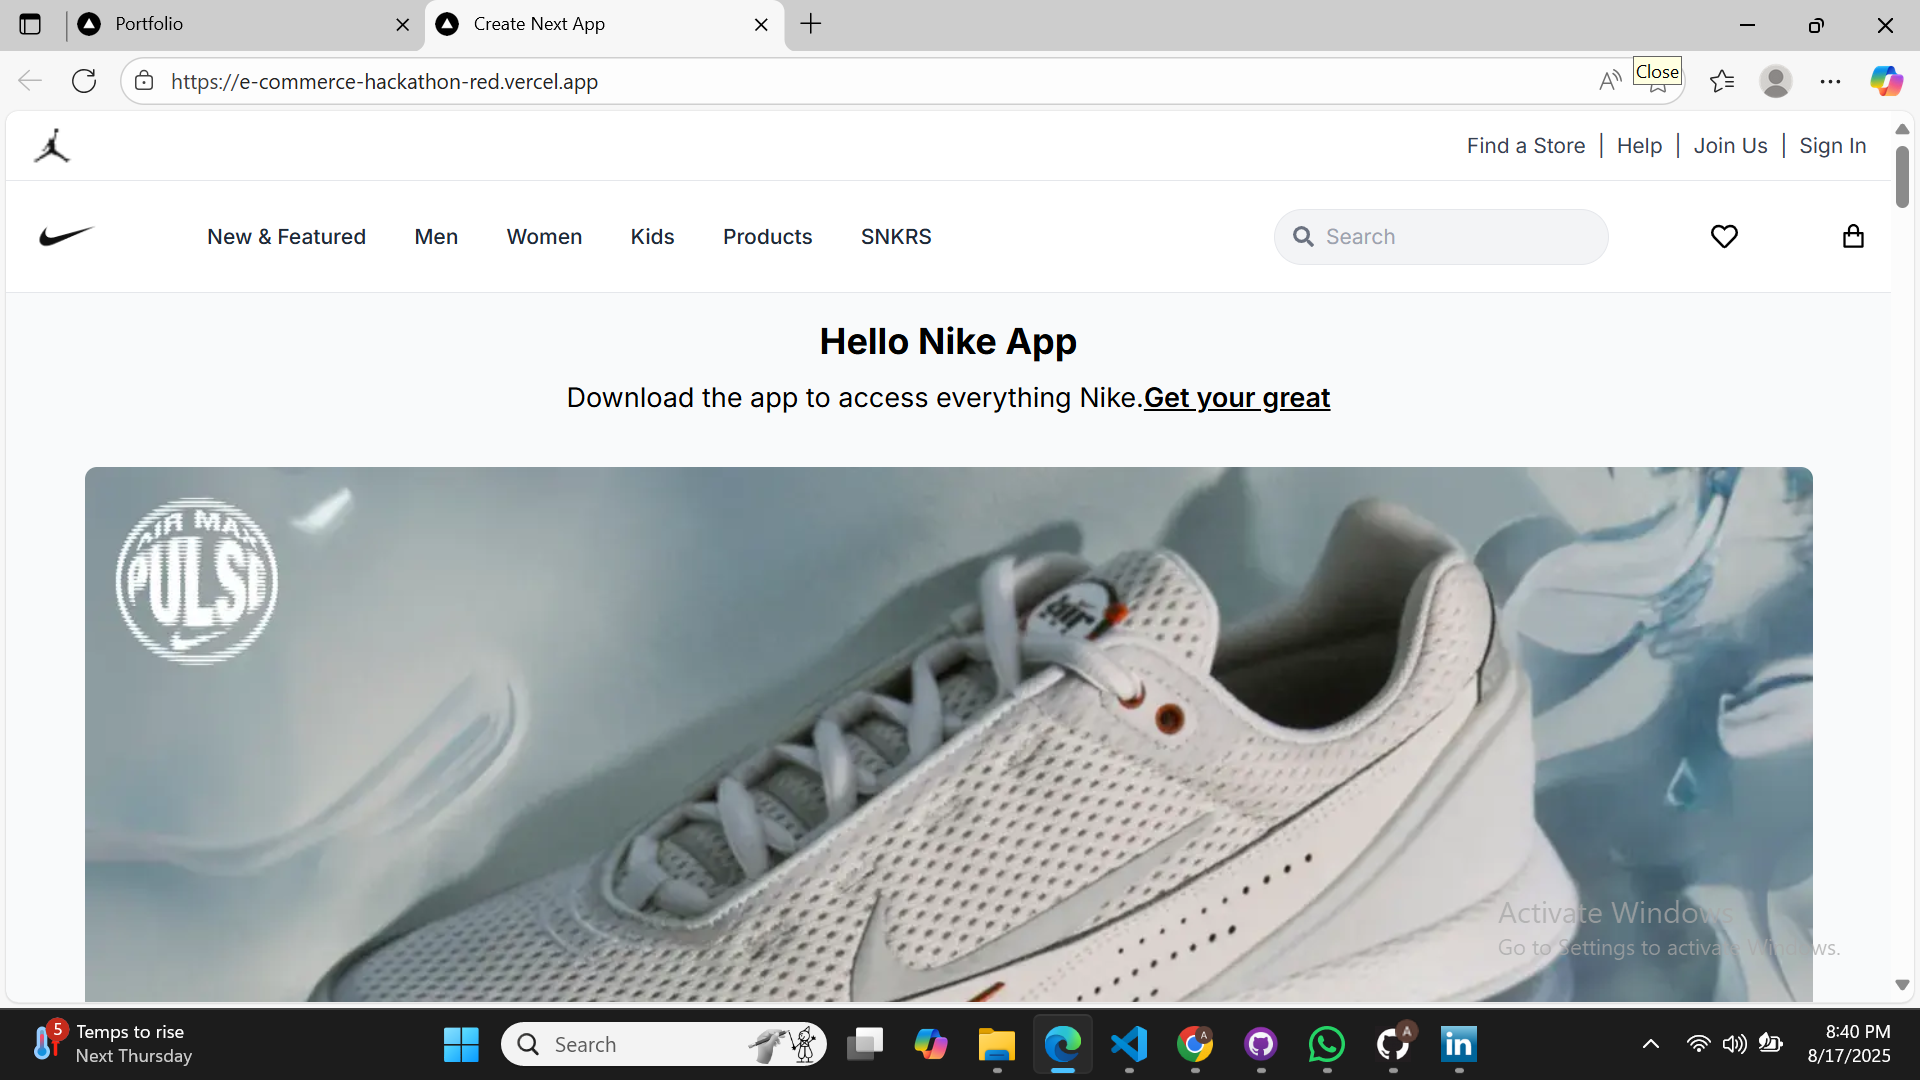 Portfolio
Create Next App
https://e-commerce-hackathon-red.vercel.app
Close
Find a Store | Help | Join Us | Sign In
New & Featured Men Women Kids Products SNKRS
Search
Hello Nike App
Download the app to access everything Nike.Get your great
AIR MAX
PULSE
air
Activate Windows
Go to Settings to activate Windows.
5
Temps to rise
Next Thursday
Search
A
A
in
8:40 PM
8/17/2025